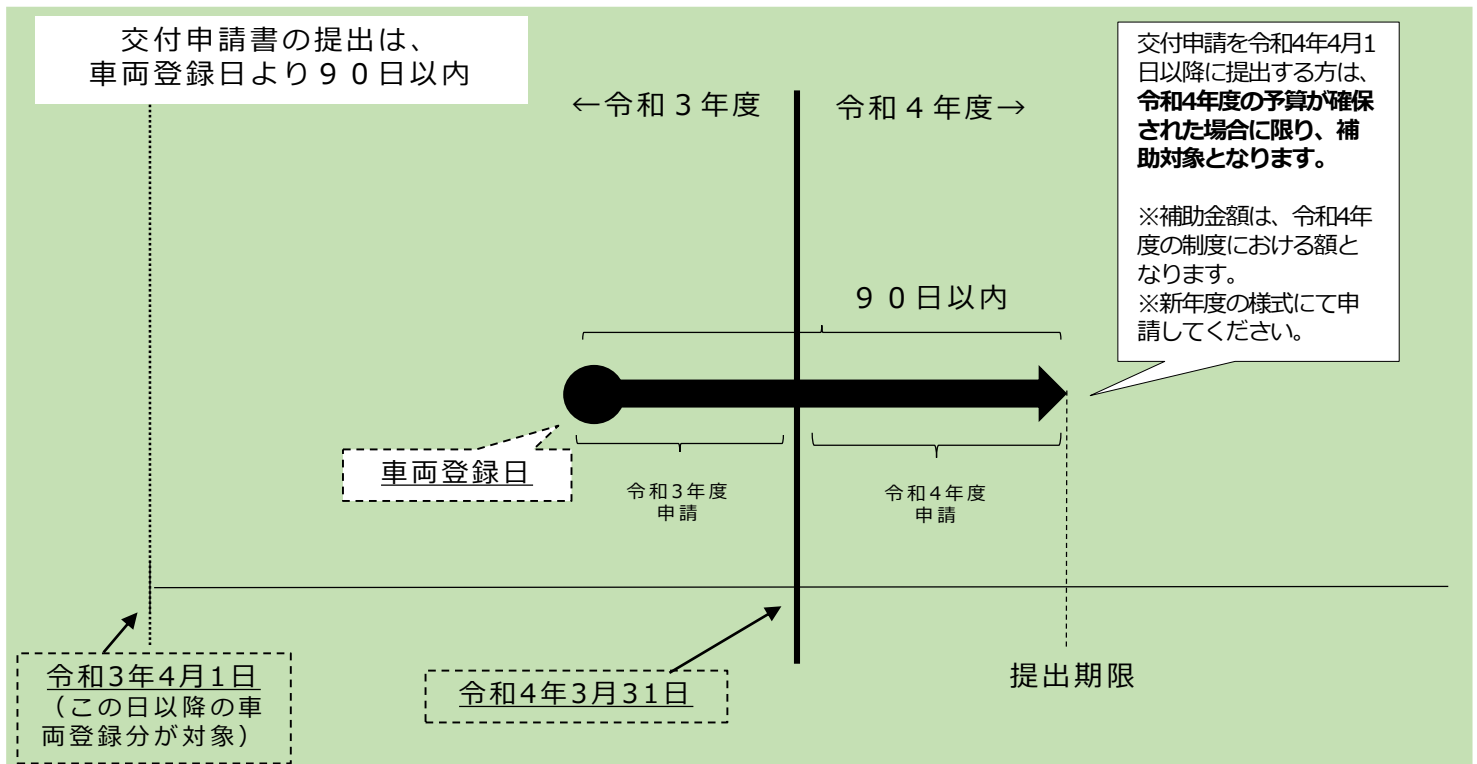 交付申請書の提出は、
車両登録日より９０日以内
←令和３年度
令和４年度→
交付申請を令和4年4月1
日以降に提出する方は、
令和4年度の予算が確保
された場合に限り、補
助対象となります。
※補助金額は、令和4年
度の制度における額と
なります。
※新年度の様式にて申
請してください。
９０日以内
車両登録日
令和3年度
申請
令和4年度
申請
令和3年4月1日
（この日以降の車
両登録分が対象）
令和4年3月31日
提出期限